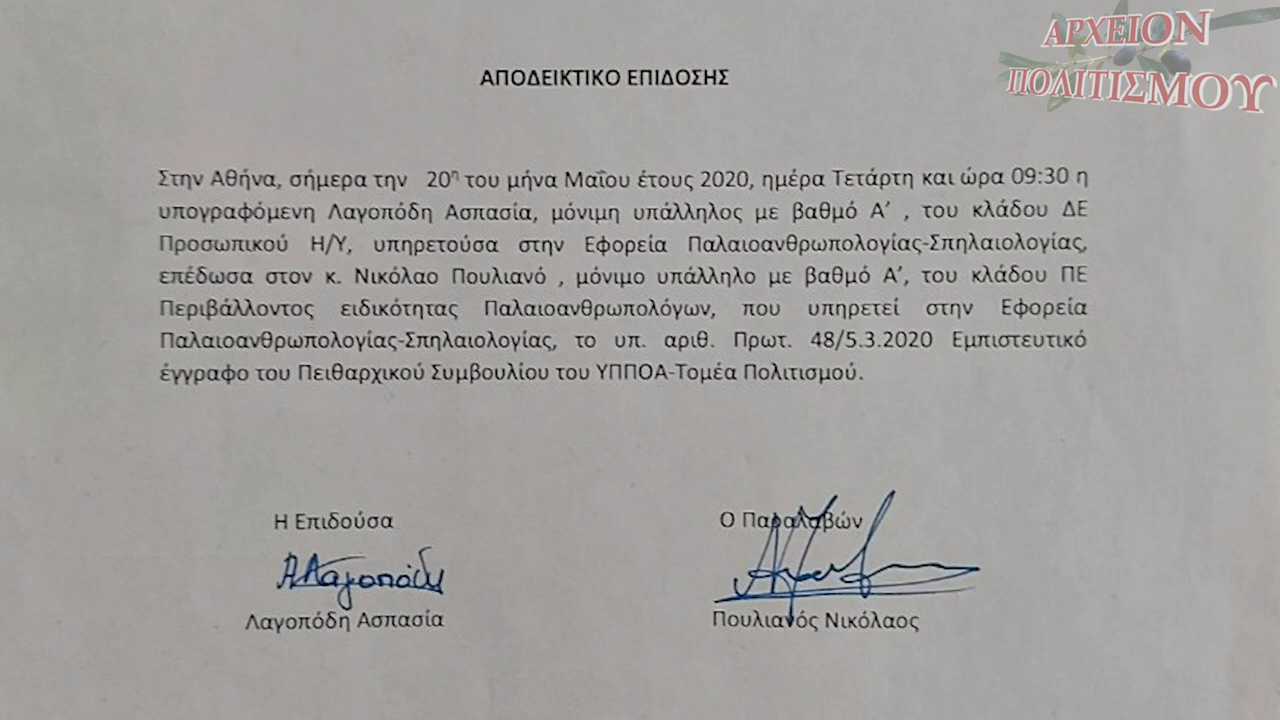 ΑΡΧΕΙΟΝ
ΠΟΛΙΤΙΣΜΟΥ
ΑΠΟΔΕΙΚΤΙΚΟ ΕΠΙΔΟΣΗΣ
Στην Αθήνα, σήμερα την 20η του μήνα Μαΐου έτους 2020, ημέρα Τετάρτη και ώρα 09:30 η
υπογραφόμενη Λαγοπόδη Ασπασία, μόνιμη υπάλληλος με βαθμό Α’ , του κλάδου ΔΕ
Προσωπικού Η/Υ, υπηρετούσα στην Εφορεία Παλαιοανθρωπολογίας-Σπηλαιολογίας,
επέδωσα στον κ. Νικόλαο Πουλιανό , μόνιμο υπάλληλο με βαθμό Α’, του κλάδου ΠΕ
Περιβάλλοντος ειδικότητας Παλαιοανθρωπολόγων, που υπηρετεί στην Εφορεία
Παλαιοανθρωπολογίας-Σπηλαιολογίας, το υπ. αριθ. Πρωτ. 48/5.3.2020 Εμπιστευτικό
έγγραφο του Πειθαρχικού Συμβουλίου του ΥΠΠΟΑ-Τομέα Πολιτισμού.
Η Επιδούσα
Ο Παραλαβών
Α Λαγοπόδη
Λαγοπόδη Ασπασία
Πουλιανός Νικόλαος